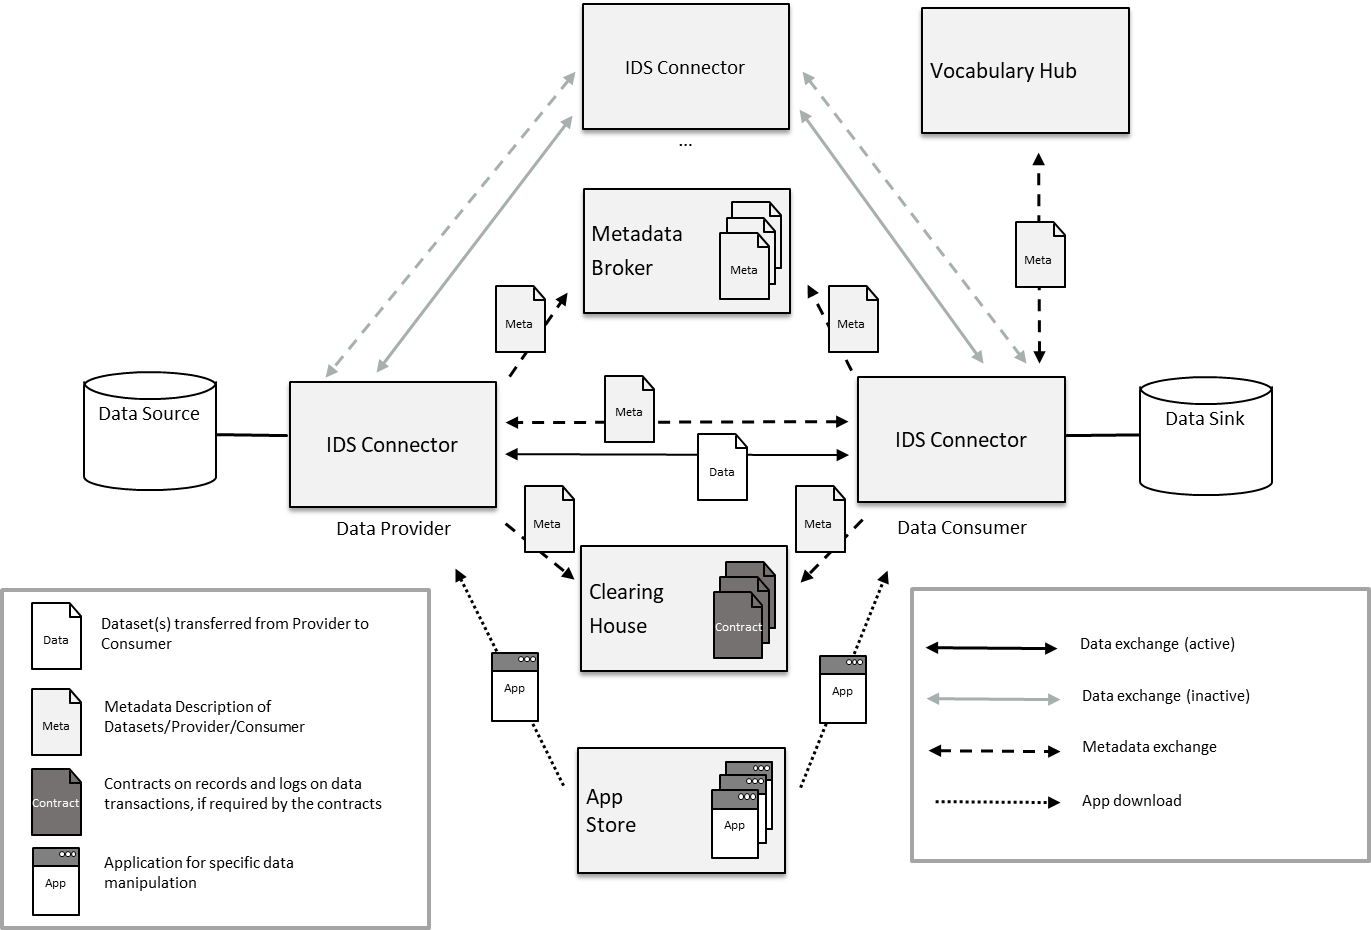 IDS Connector
...
Vocabulary Hub
Metadata
Broker
Meta
Meta
Meta
Meta
Data Source
IDS Connector
Data Provider
Meta
Data
IDS Connector
Data Consumer
Data Sink
Meta
Meta
Clearing
House
Contract
App
App
App
Store
App
Data
Dataset(s) transferred from Provider to
Consumer
Meta
Metadata Description of
Datasets/Provider/Consumer
Contract
Contracts on records and logs on data
transactions, if required by the contracts
App
Application for specific data
manipulation
Data exchange (active)
Data exchange (inactive)
Metadata exchange
App download